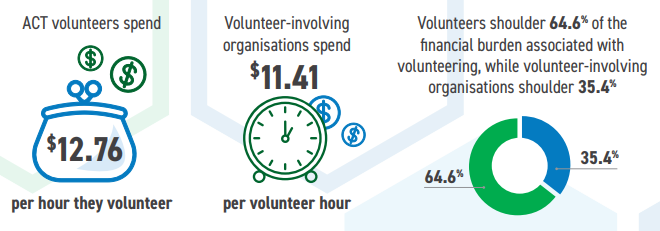 ACT volunteers spend
$12.76
per hour they volunteer
Volunteer-involving
organisations spend
$11.41
per volunteer hour
Volunteers shoulder 64.6% of the
financial burden associated with
volunteering, while volunteer-involving
organisations shoulder 35.4%
64.6%
35.4%
$
$
$
$